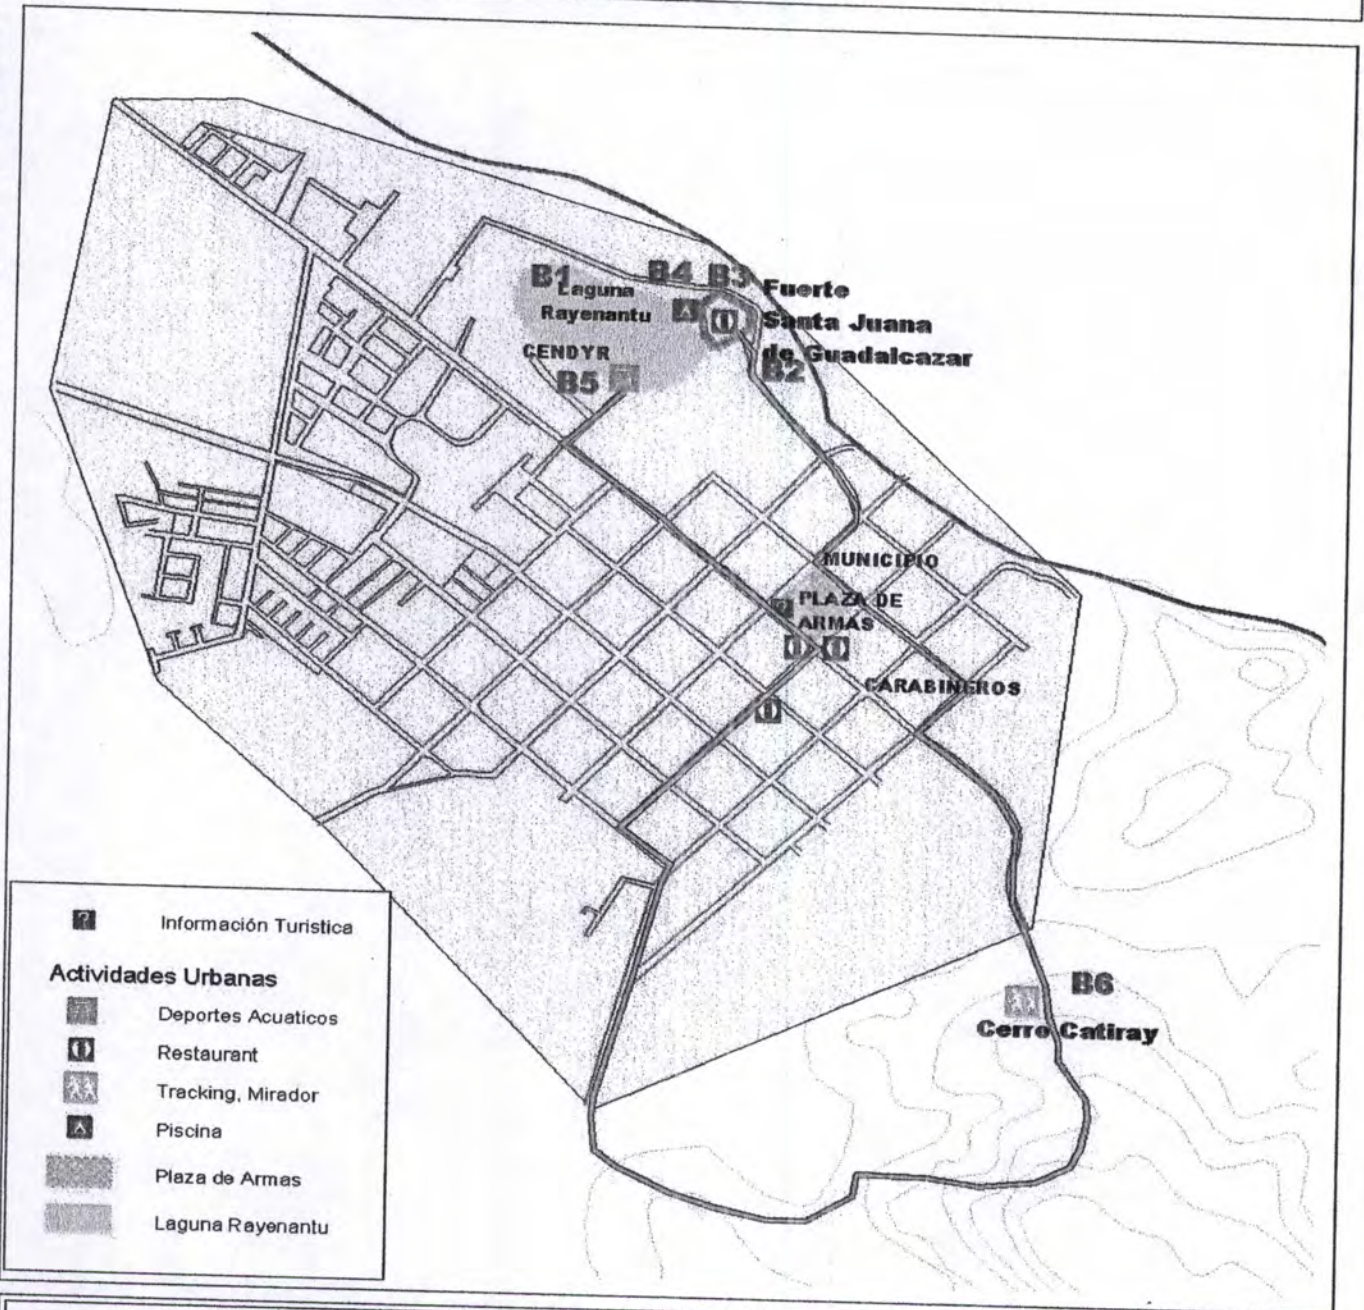 B1
B4
B3
Fuerte
Santa Juana
de Guadalcazar
Laguna
Rayenantu
CENDYR
B5
B2
MUNICIPIO
PLAZA DE
ARMAS
CARABINEROS
B6
Cerro Catiray
? Información Turistica
Actividades Urbanas
Deportes Acuaticos
Restaurant
Tracking, Mirador
Piscina
Plaza de Armas
Laguna Rayenantu